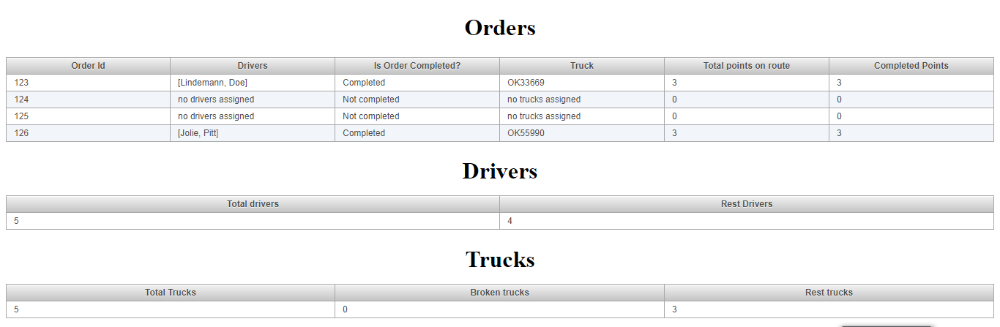 Orders
Order Id Drivers Is Order Completed? Truck Total points on route Completed Points
123 [Lindemann, Doe] Completed OK33669 3 3
124 no drivers assigned Not completed no trucks assigned 0 0
125 no drivers assigned Not completed no trucks assigned 0 0
126 [Jolie, Pitt] Completed OK55990 3 3
Drivers
Total drivers Rest Drivers
5 4
Trucks
Total Trucks Broken trucks Rest trucks
5 0 3